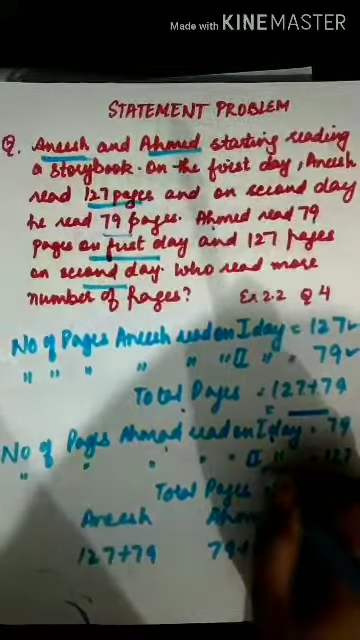 Made with KINEMASTER
STATEMENT PROBLEM
Q. Aneesh and Ahmed starting reading
a storybook. On the first day, Aneesh
read 127 pages and on second day
he read 79 pages. Ahmed read 79
pages on first day and 127 pages
on second day. Who read more
number of pages? Ex 2.2 Q 4
No of Pages Aneesh read on I day = 127
" " " " " " II " = 79
Total Pages = 127+79
=
No of Pages Ahmad read on I day = 79
" " " " " II " = 127
Total Pages
Aneesh
127+79 79+